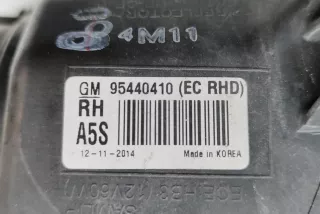 4M11
GM 95440410 (EC RHD)
RH
A5S
12-11-2014
Made in KOREA